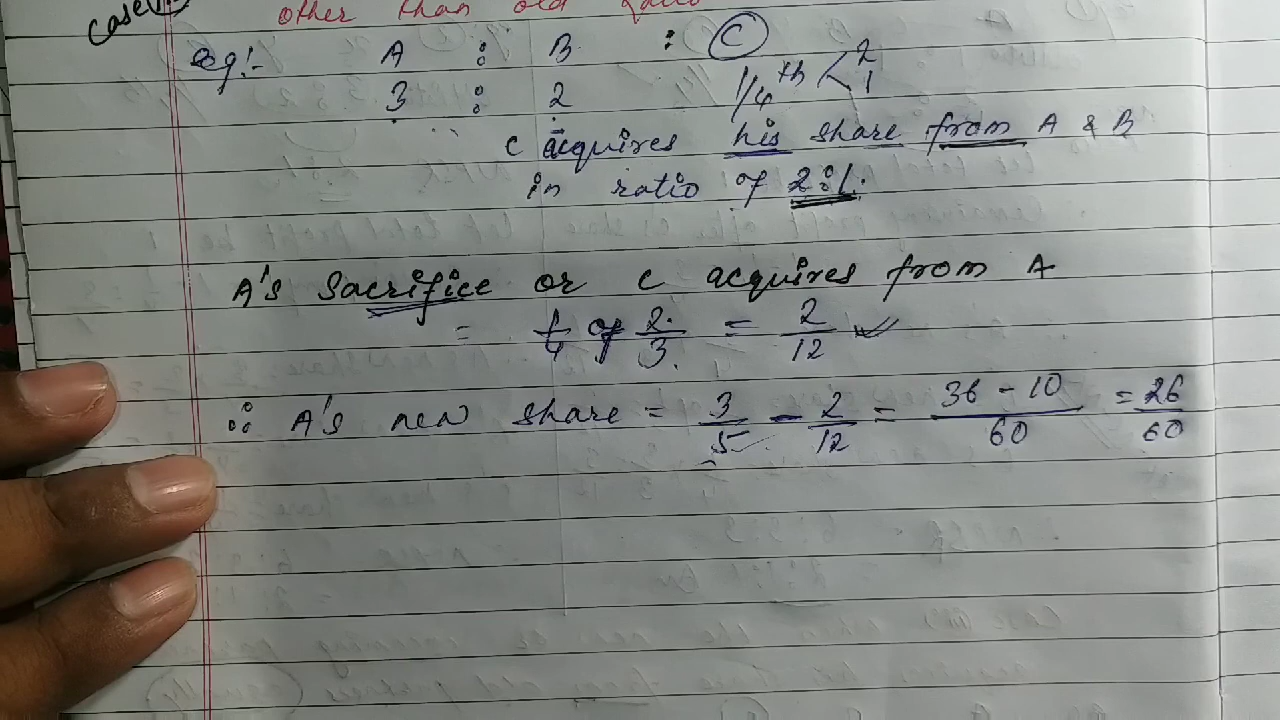 Case
other than old ratio
eg:- A : B : C
3 : 2 1/4th < 2 1
C acquires his share from A & B
in ratio of 2:1.
A's Sacrifice or C acquires from A
= 1/4 of 2/3 = 2/12 ✓
∴ A's new share = 3/5 - 2/12 = 36 - 10/60 = 26/60